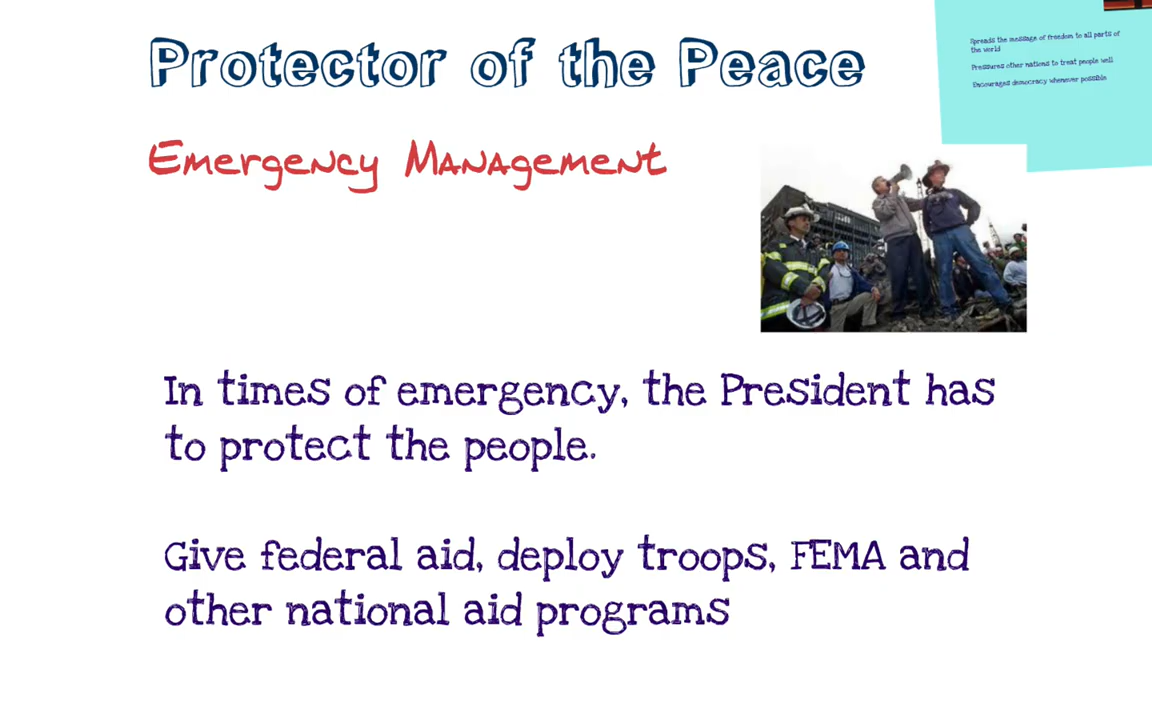 Protector of the Peace
Spreads the message of freedom to all parts of
the world
Pressures other nations to treat people well
Encourages democracy whenever possible
Emergency Management
In times of emergency, the President has
to protect the people.
Give federal aid, deploy troops, FEMA and
other national aid programs